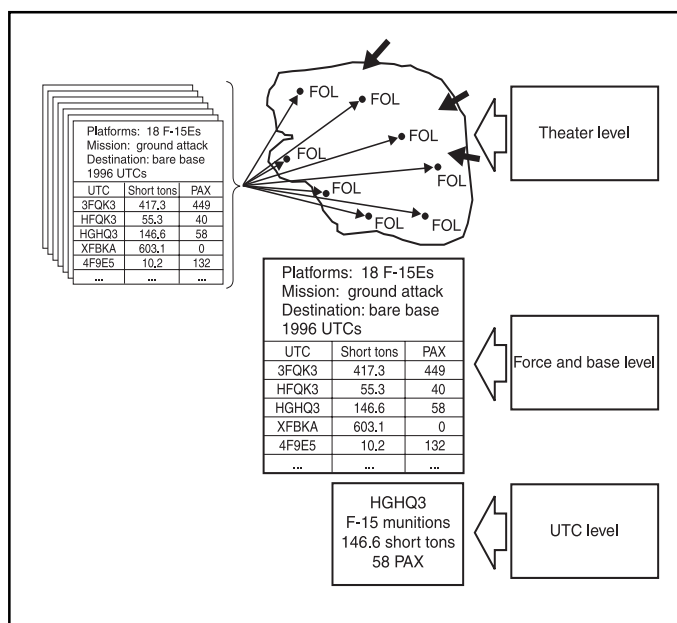 Platforms: 18 F-15Es
Mission: ground attack
Destination: bare base
1996 UTCs
UTC Short tons PAX
3FQK3 417.3 449
HFQK3 55.3 40
HGHQ3 146.6 58
XFBKA 603.1 0
4F9E5 10.2 132
... ... ...
FOL
FOL
FOL
FOL
FOL
FOL
FOL
FOL
Theater level
Platforms: 18 F-15Es
Mission: ground attack
Destination: bare base
1996 UTCs
UTC Short tons PAX
3FQK3 417.3 449
HFQK3 55.3 40
HGHQ3 146.6 58
XFBKA 603.1 0
4F9E5 10.2 132
... ... ...
Force and base level
HGHQ3
F-15 munitions
146.6 short tons
58 PAX
UTC level